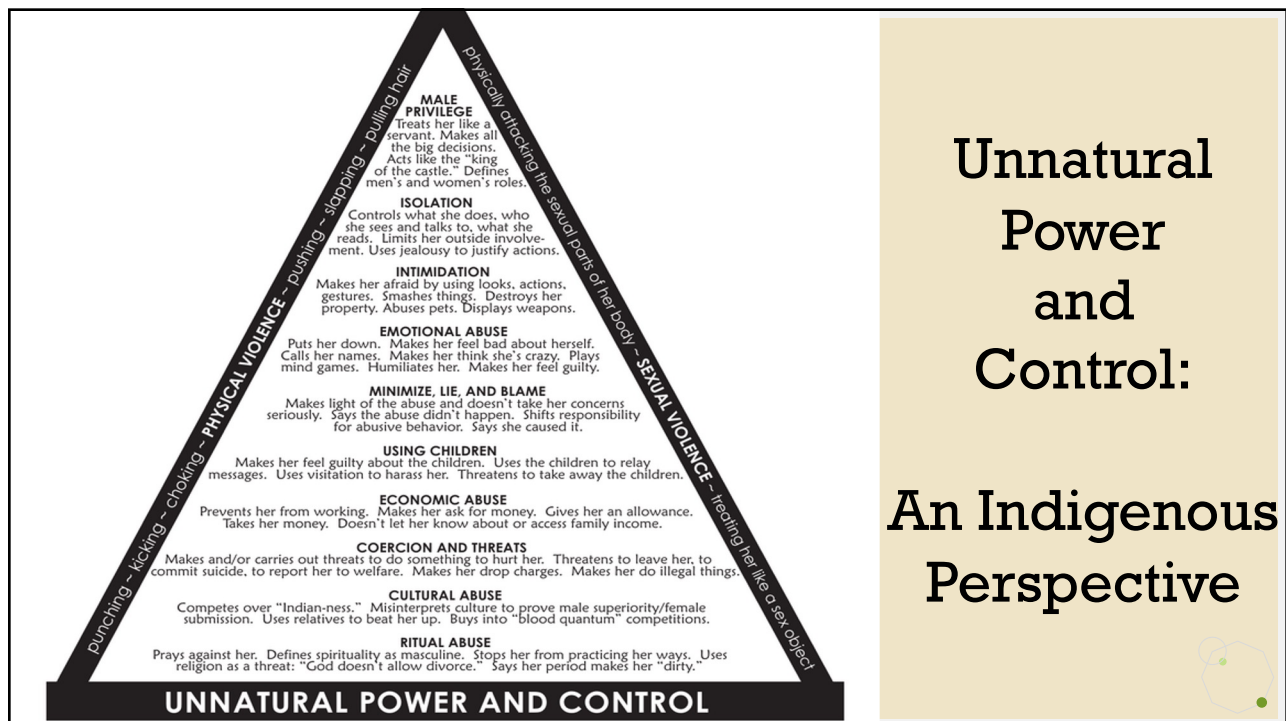 MALE
PRIVILEGE
Treats her like a
servant. Makes all
the big decisions.
Acts like the “king
of the castle.” Defines
men’s and women’s roles.
ISOLATION
Controls what she does, who
she sees and talks to, what she
reads. Limits her outside involve-
ment. Uses jealousy to justify actions.
INTIMIDATION
Makes her afraid by using looks, actions,
gestures. Smashes things. Destroys her
property. Abuses pets. Displays weapons.
EMOTIONAL ABUSE
Puts her down. Makes her feel bad about herself.
Calls her names. Makes her think she’s crazy. Plays
mind games. Humiliates her. Makes her feel guilty.
MINIMIZE, LIE, AND BLAME
Makes light of the abuse and doesn’t take her concerns
seriously. Says the abuse didn’t happen. Shifts responsibility
for abusive behavior. Says she caused it.
USING CHILDREN
Makes her feel guilty about the children. Uses the children to relay
messages. Uses visitation to harass her. Threatens to take away the children.
ECONOMIC ABUSE
Prevents her from working. Makes her ask for money. Gives her an allowance.
Takes her money. Doesn’t let her know about or access family income.
COERCION AND THREATS
Makes and/or carries out threats to do something to hurt her. Threatens to leave her, to
commit suicide, to report her to welfare. Makes her drop charges. Makes her do illegal things.
CULTURAL ABUSE
Competes over “Indian-ness.” Misinterprets culture to prove male superiority/female
submission. Uses relatives to beat her up. Buys into “blood quantum” competitions.
RITUAL ABUSE
Prays against her. Defines spirituality as masculine. Stops her from practicing her ways. Uses
religion as a threat: “God doesn’t allow divorce.” Says her period makes her “dirty.”
punching ~ kicking ~ choking ~ PHYSICAL VIOLENCE ~ pushing ~ slapping ~ pulling hair
physically attacking the sexual parts of her body ~ SEXUAL VIOLENCE ~ treating her like a sex object
UNNATURAL POWER AND CONTROL
Unnatural
Power
and
Control:
An Indigenous
Perspective